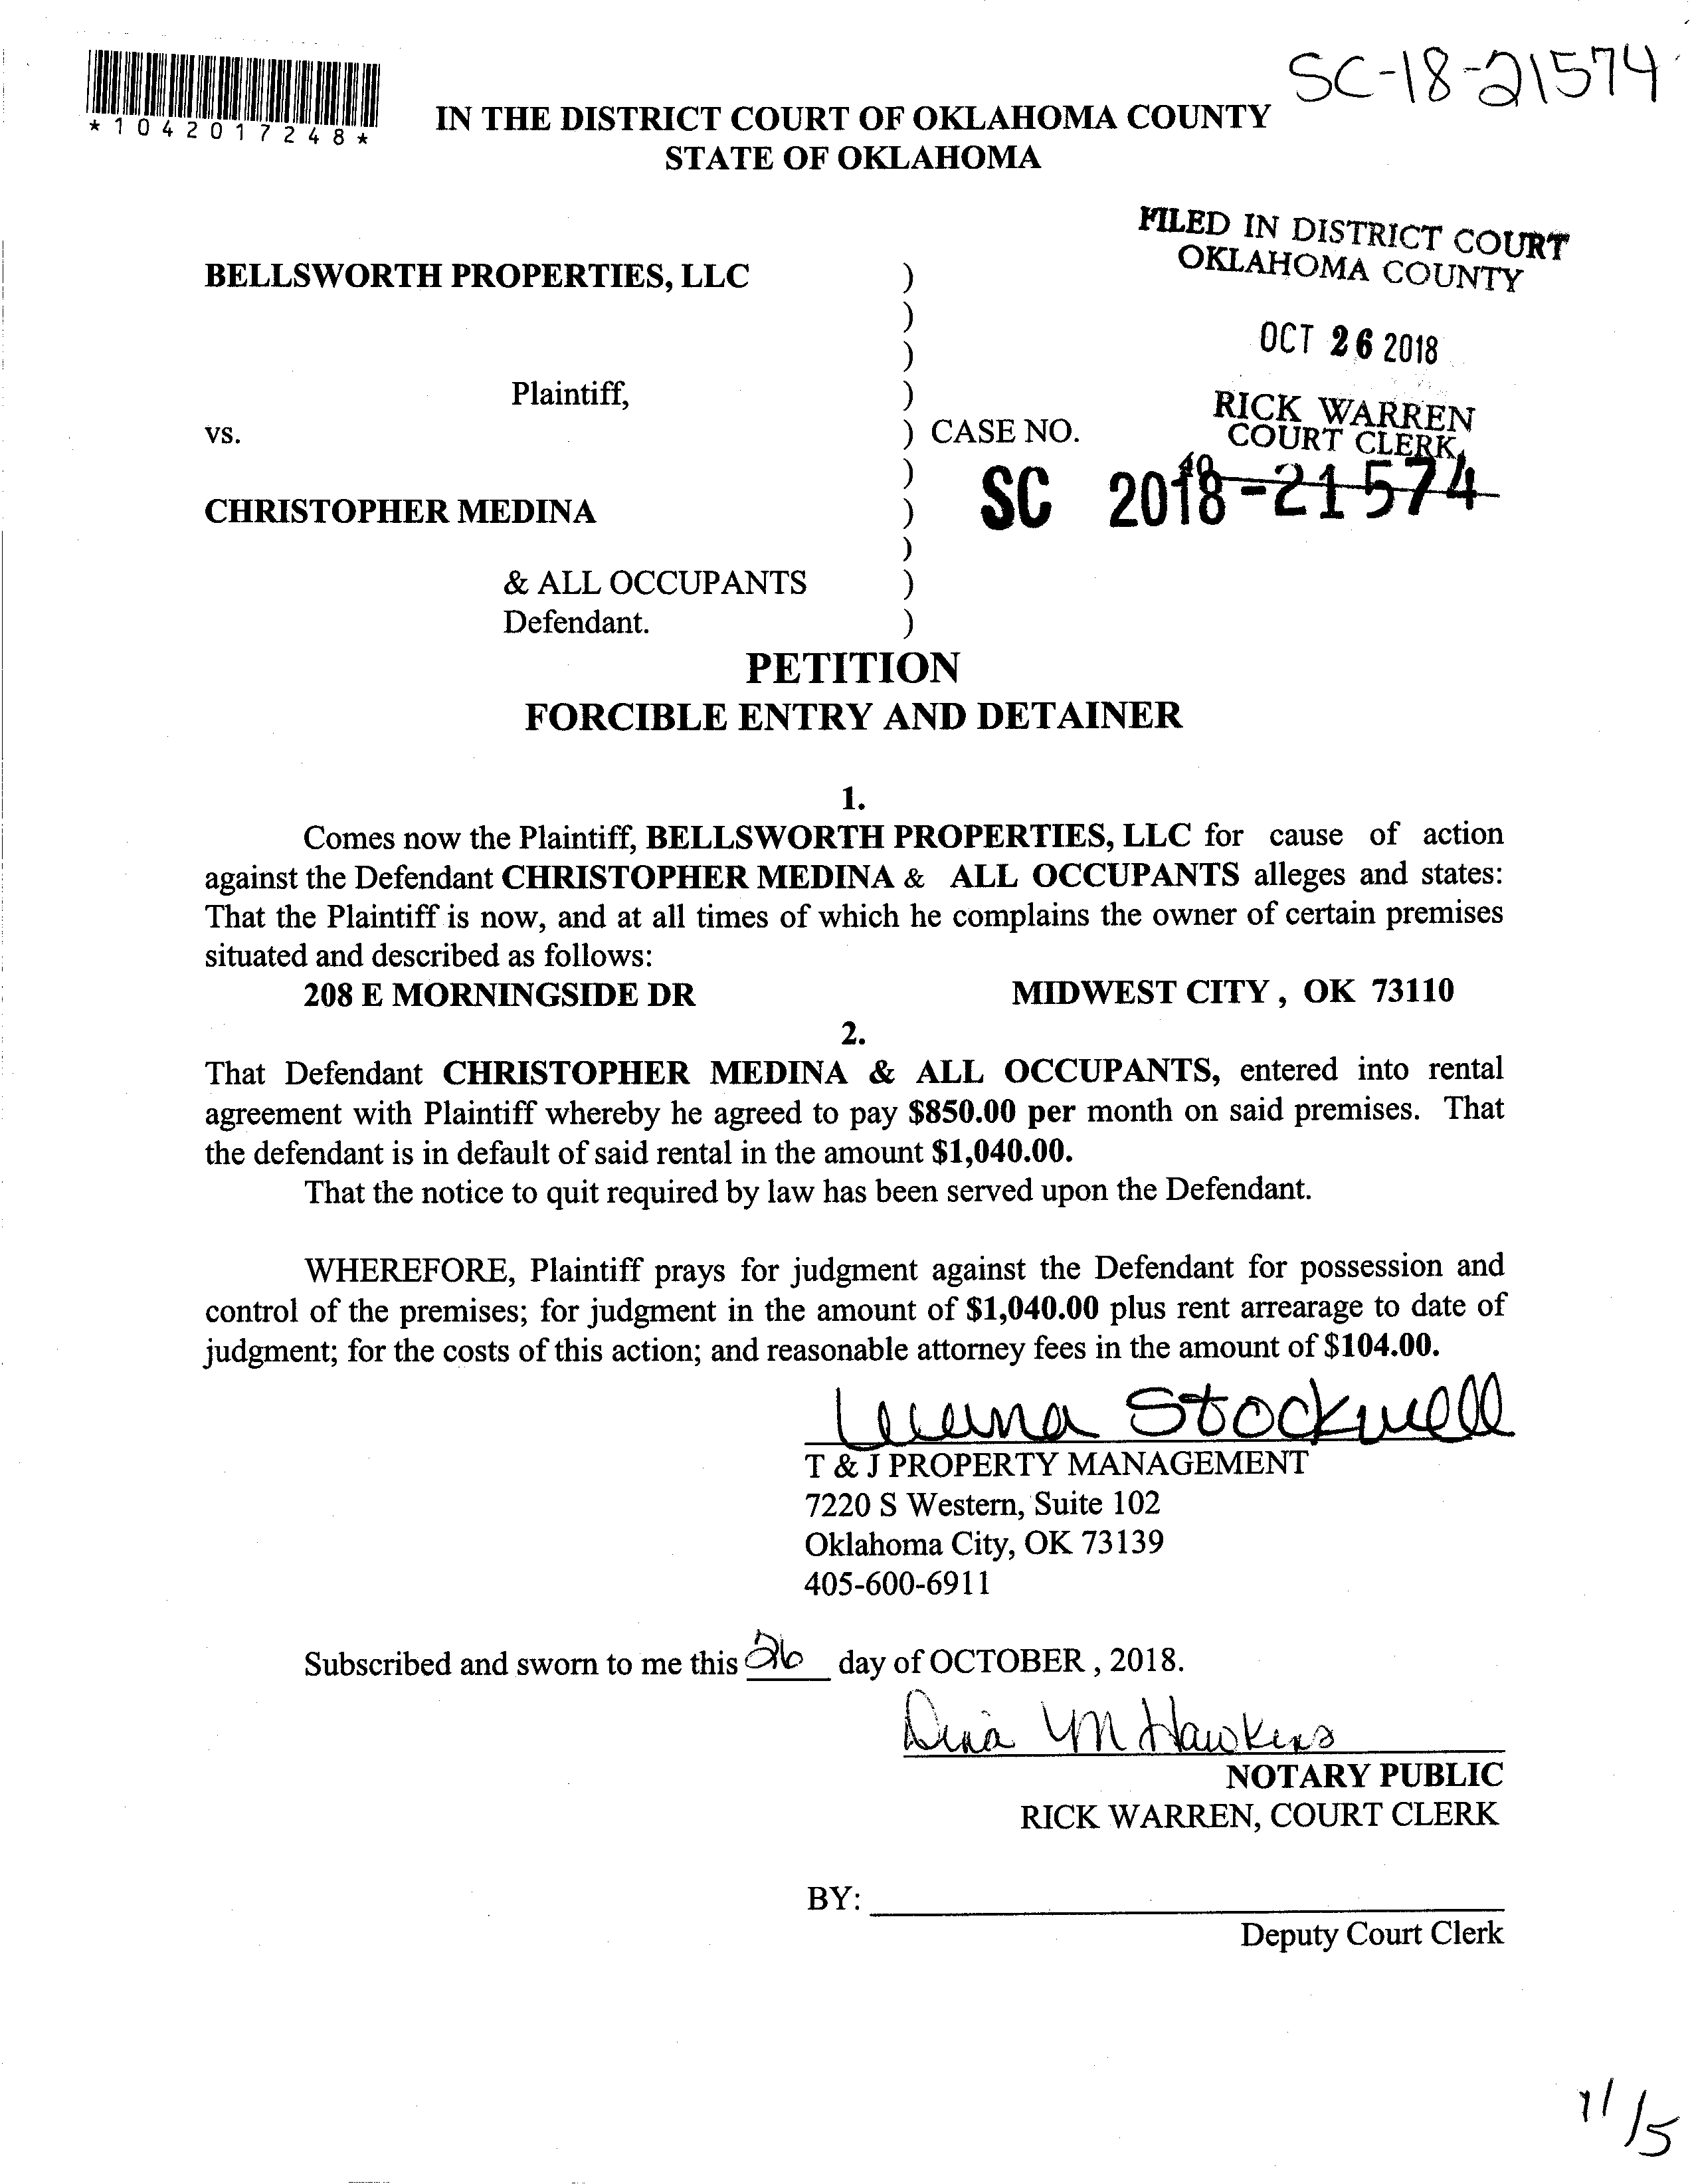 SC-18-21574
*1042017248*
IN THE DISTRICT COURT OF OKLAHOMA COUNTY
STATE OF OKLAHOMA
FILED IN DISTRICT COURT
OKLAHOMA COUNTY
BELLSWORTH PROPERTIES, LLC )
)
OCT 26 2018
)
Plaintiff, )
RICK WARREN
COURT CLERK
vs. ) CASE NO.
)
SC 2018-21574
CHRISTOPHER MEDINA )
)
& ALL OCCUPANTS )
Defendant. )
PETITION
FORCIBLE ENTRY AND DETAINER
1.
Comes now the Plaintiff, BELLSWORTH PROPERTIES, LLC for cause of action
against the Defendant CHRISTOPHER MEDINA & ALL OCCUPANTS alleges and states:
That the Plaintiff is now, and at all times of which he complains the owner of certain premises
situated and described as follows:
208 E MORNINGSIDE DR MIDWEST CITY , OK 73110
2.
That Defendant CHRISTOPHER MEDINA & ALL OCCUPANTS, entered into rental
agreement with Plaintiff whereby he agreed to pay $850.00 per month on said premises. That
the defendant is in default of said rental in the amount $1,040.00.
That the notice to quit required by law has been served upon the Defendant.
WHEREFORE, Plaintiff prays for judgment against the Defendant for possession and
control of the premises; for judgment in the amount of $1,040.00 plus rent arrearage to date of
judgment; for the costs of this action; and reasonable attorney fees in the amount of $104.00.
Stockwell
T & J PROPERTY MANAGEMENT
7220 S Western, Suite 102
Oklahoma City, OK 73139
405-600-6911
Subscribed and sworn to me this 26 day of OCTOBER , 2018.
M Hawkins
NOTARY PUBLIC
RICK WARREN, COURT CLERK
BY:
Deputy Court Clerk
11/5